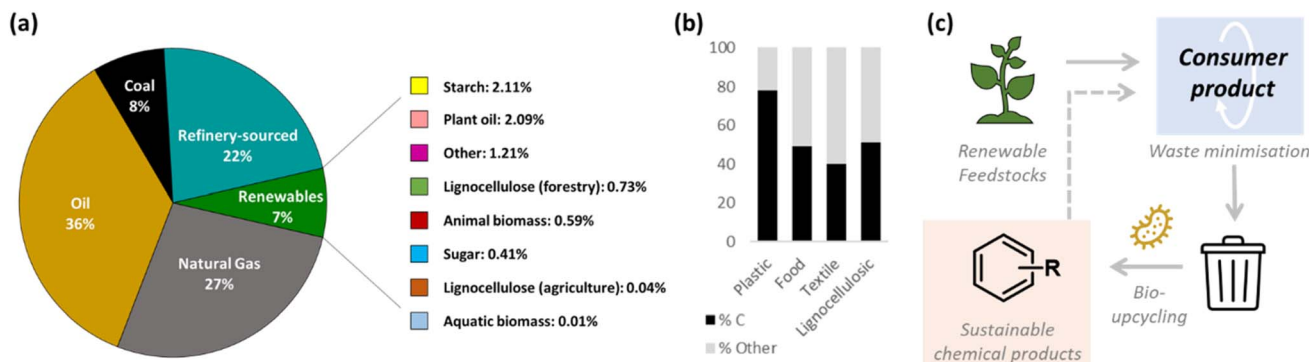 (a)
Coal
8%
Refinery-sourced
22%
Renewables
7%
Oil
36%
Natural Gas
27%
Starch: 2.11%
Plant oil: 2.09%
Other: 1.21%
Lignocellulose (forestry): 0.73%
Animal biomass: 0.59%
Sugar: 0.41%
Lignocellulose (agriculture): 0.04%
Aquatic biomass: 0.01%
(b)
100
80
60
40
20
0
Plastic
Food
Textile
Lignocellulosic
% C
% Other
(c)
Consumer
product
Renewable
Feedstocks
Waste minimisation
R
Bio-
upcycling
Sustainable
chemical products